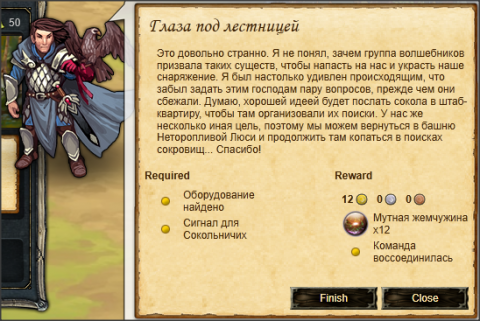 50
Глаза под лестницей
Это довольно странно. Я не понял, зачем группа волшебников
призвала таких существ, чтобы напасть на нас и украсть наше
снаряжение. Я был настолько удивлен происходящим, что
забыл задать этим господам пару вопросов, прежде чем они
сбежали. Думаю, хорошей идеей будет послать сокола в штаб-
квартиру, чтобы там организовали их поиски. У нас же
несколько иная цель, поэтому мы можем вернуться в башню
Неторопливой Люси и продолжить там копаться в поисках
сокровищ... Спасибо!
Required
Оборудование
найдено
Сигнал для
Сокольничих
Reward
12 0 0
Мутная жемчужина
x12
Команда
воссоединилась
Finish
Close